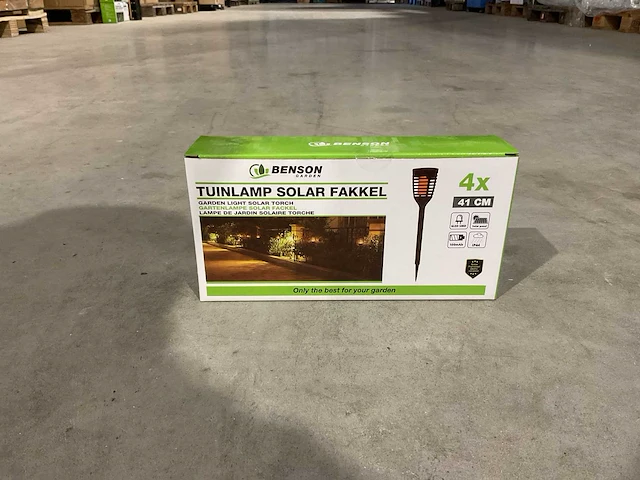 BENSON
BENSON
GARDEN
TUINLAMP SOLAR FAKKEL
GARDEN LIGHT SOLAR TORCH
GARTENLAMPE SOLAR FACKEL
LAMPE DE JARDIN SOLAIRE TORCHE
4x
41 CM
IP44
Only the best for your garden